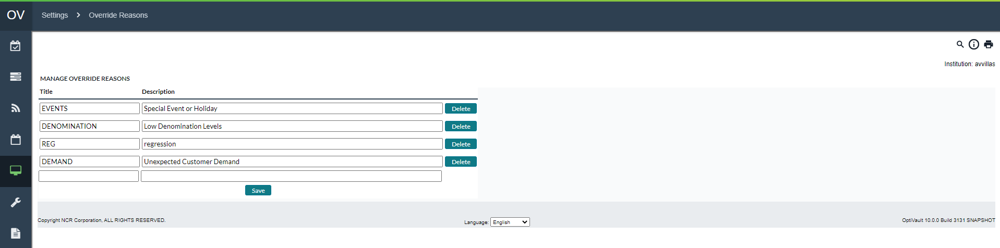 OV Settings Override Reasons
Institution: avvillas
MANAGE OVERRIDE REASONS
Title Description
EVENTS Special Event or Holiday Delete
DENOMINATION Low Denomination Levels Delete
REG regression Delete
DEMAND Unexpected Customer Demand Delete
Save
Copyright NCR Corporation, ALL RIGHTS RESERVED. Language: English OptiVault 10.0.0 Build 3131 SNAPSHOT